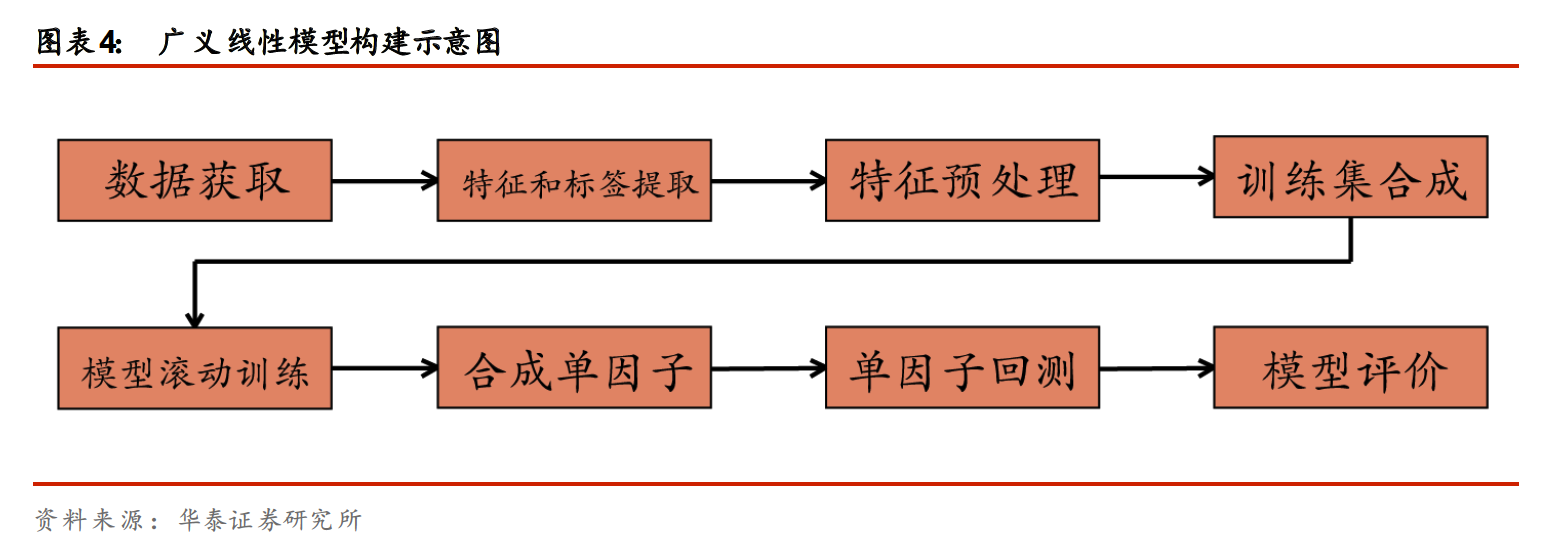 图表4: 广义线性模型构建示意图
数据获取
特征和标签提取
特征预处理
训练集合成
模型滚动训练
合成单因子
单因子回测
模型评价
资料来源：华泰证券研究所